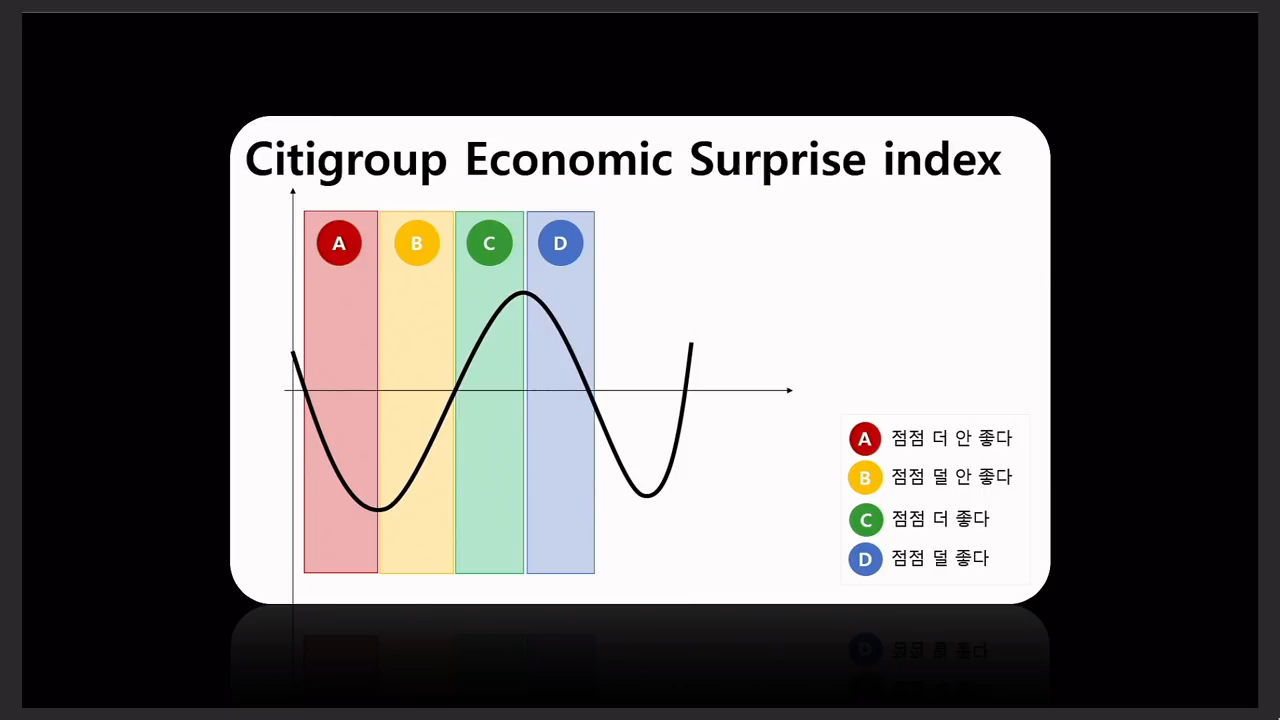 Citigroup Economic Surprise index
A
B
C
D
A 점점 더 안 좋다
B 점점 덜 안 좋다
C 점점 더 좋다
D 점점 덜 좋다